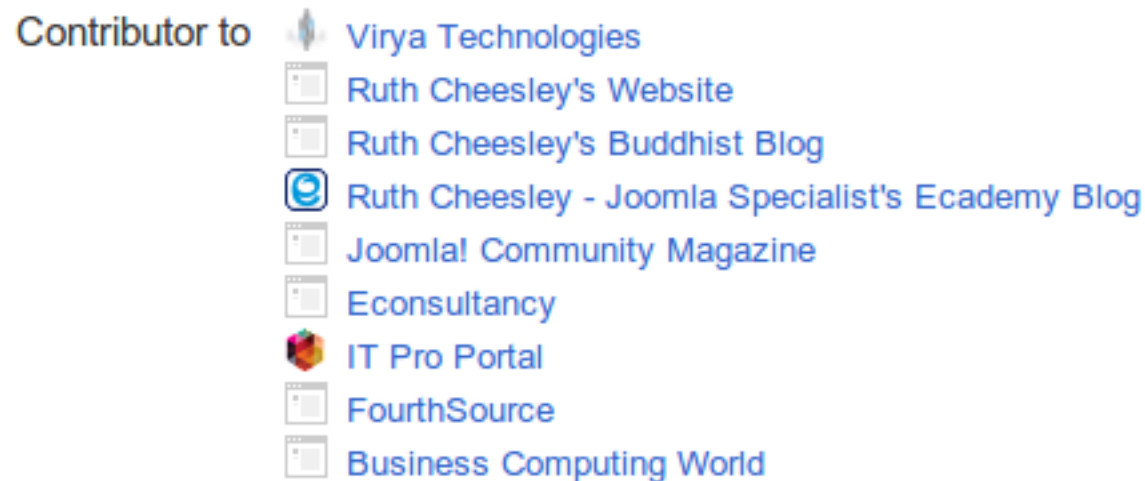 Contributor to Virya Technologies
Ruth Cheesley's Website
Ruth Cheesley's Buddhist Blog
Ruth Cheesley - Joomla Specialist's Ecademy Blog
Joomla! Community Magazine
Econsultancy
IT Pro Portal
FourthSource
Business Computing World